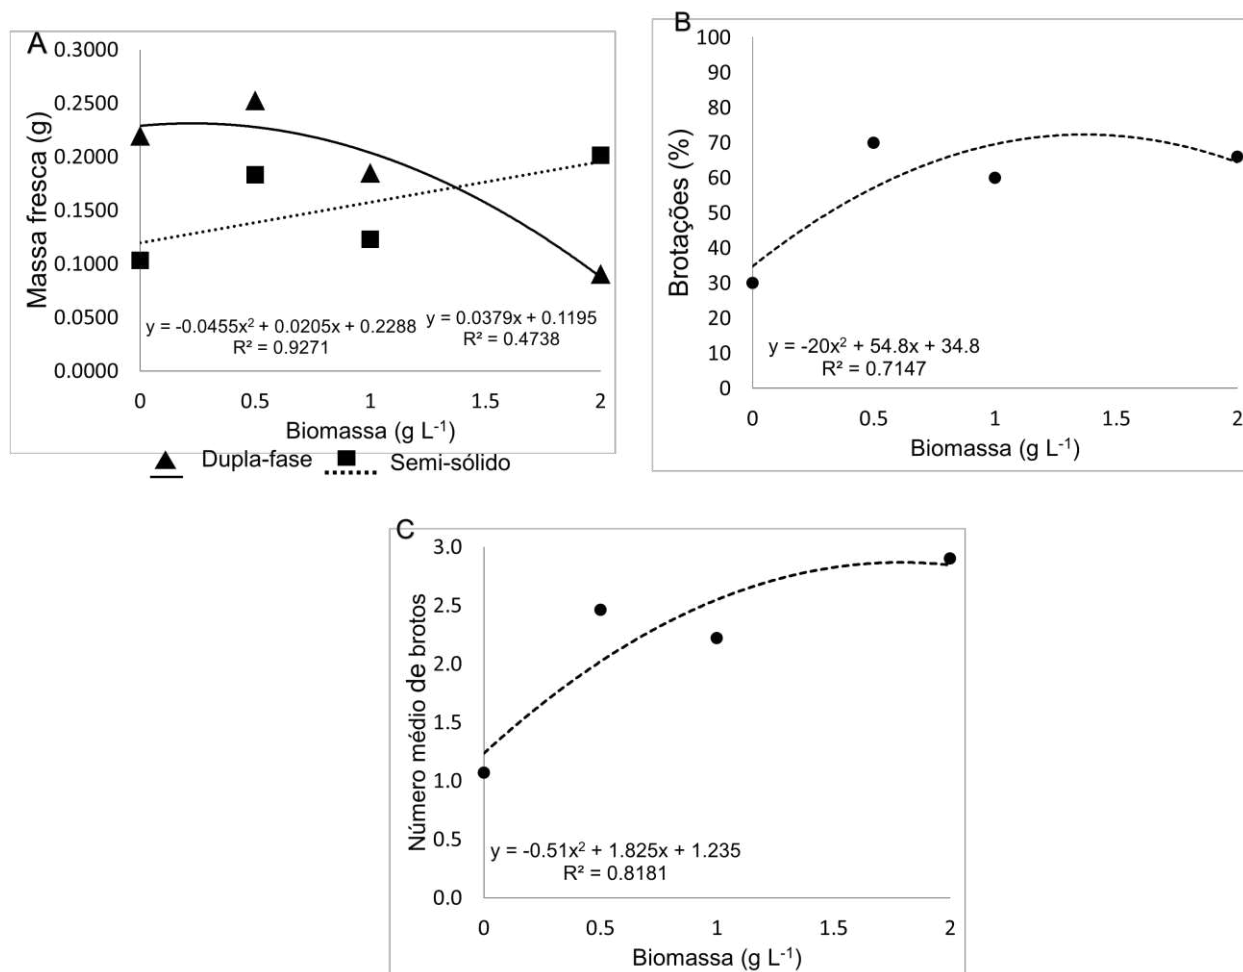 A
0.3000
0.2500
0.2000
0.1500
0.1000
0.0500
0.0000
Massa fresca (g)
y = -0.0455x² + 0.0205x + 0.2288
R² = 0.9271
y = 0.0379x + 0.1195
R² = 0.4738
0 0.5 1 1.5 2
Biomassa (g L⁻¹)
Dupla-fase Semi-sólido
B
100
90
80
70
60
50
40
30
20
10
0
Brotações (%)
y = -20x² + 54.8x + 34.8
R² = 0.7147
0 0.5 1 1.5 2
Biomassa (g L⁻¹)
C
3.0
2.5
2.0
1.5
1.0
0.5
0.0
Número médio de brotos
y = -0.51x² + 1.825x + 1.235
R² = 0.8181
0 0.5 1 1.5 2
Biomassa (g L⁻¹)